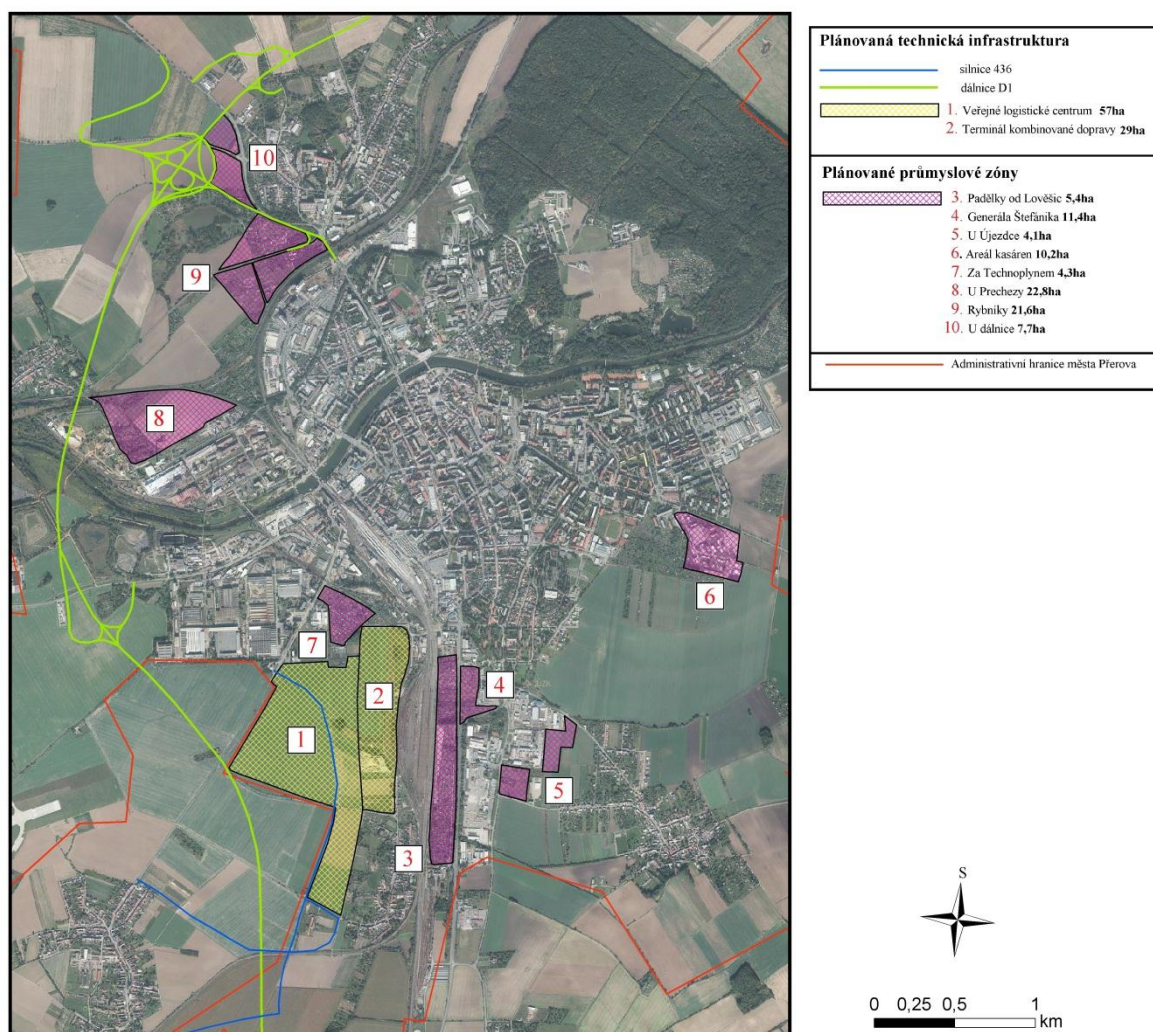 Plánovaná technická infrastruktura
silnice 436
dálnice D1
1. Veřejné logistické centrum 57ha
2. Terminál kombinované dopravy 29ha
Plánované průmyslové zóny
3. Padělky od Lověšic 5,4ha
4. Generála Štefánika 11,4ha
5. U Újezdce 4,1ha
6. Areál kasáren 10,2ha
7. Za Technoplynem 4,3ha
8. U Prechezy 22,8ha
9. Rybníky 21,6ha
10. U dálnice 7,7ha
Administrativní hranice města Přerova
10
9
8
6
7
2
4
1
5
3
S
0 0,25 0,5 1
km